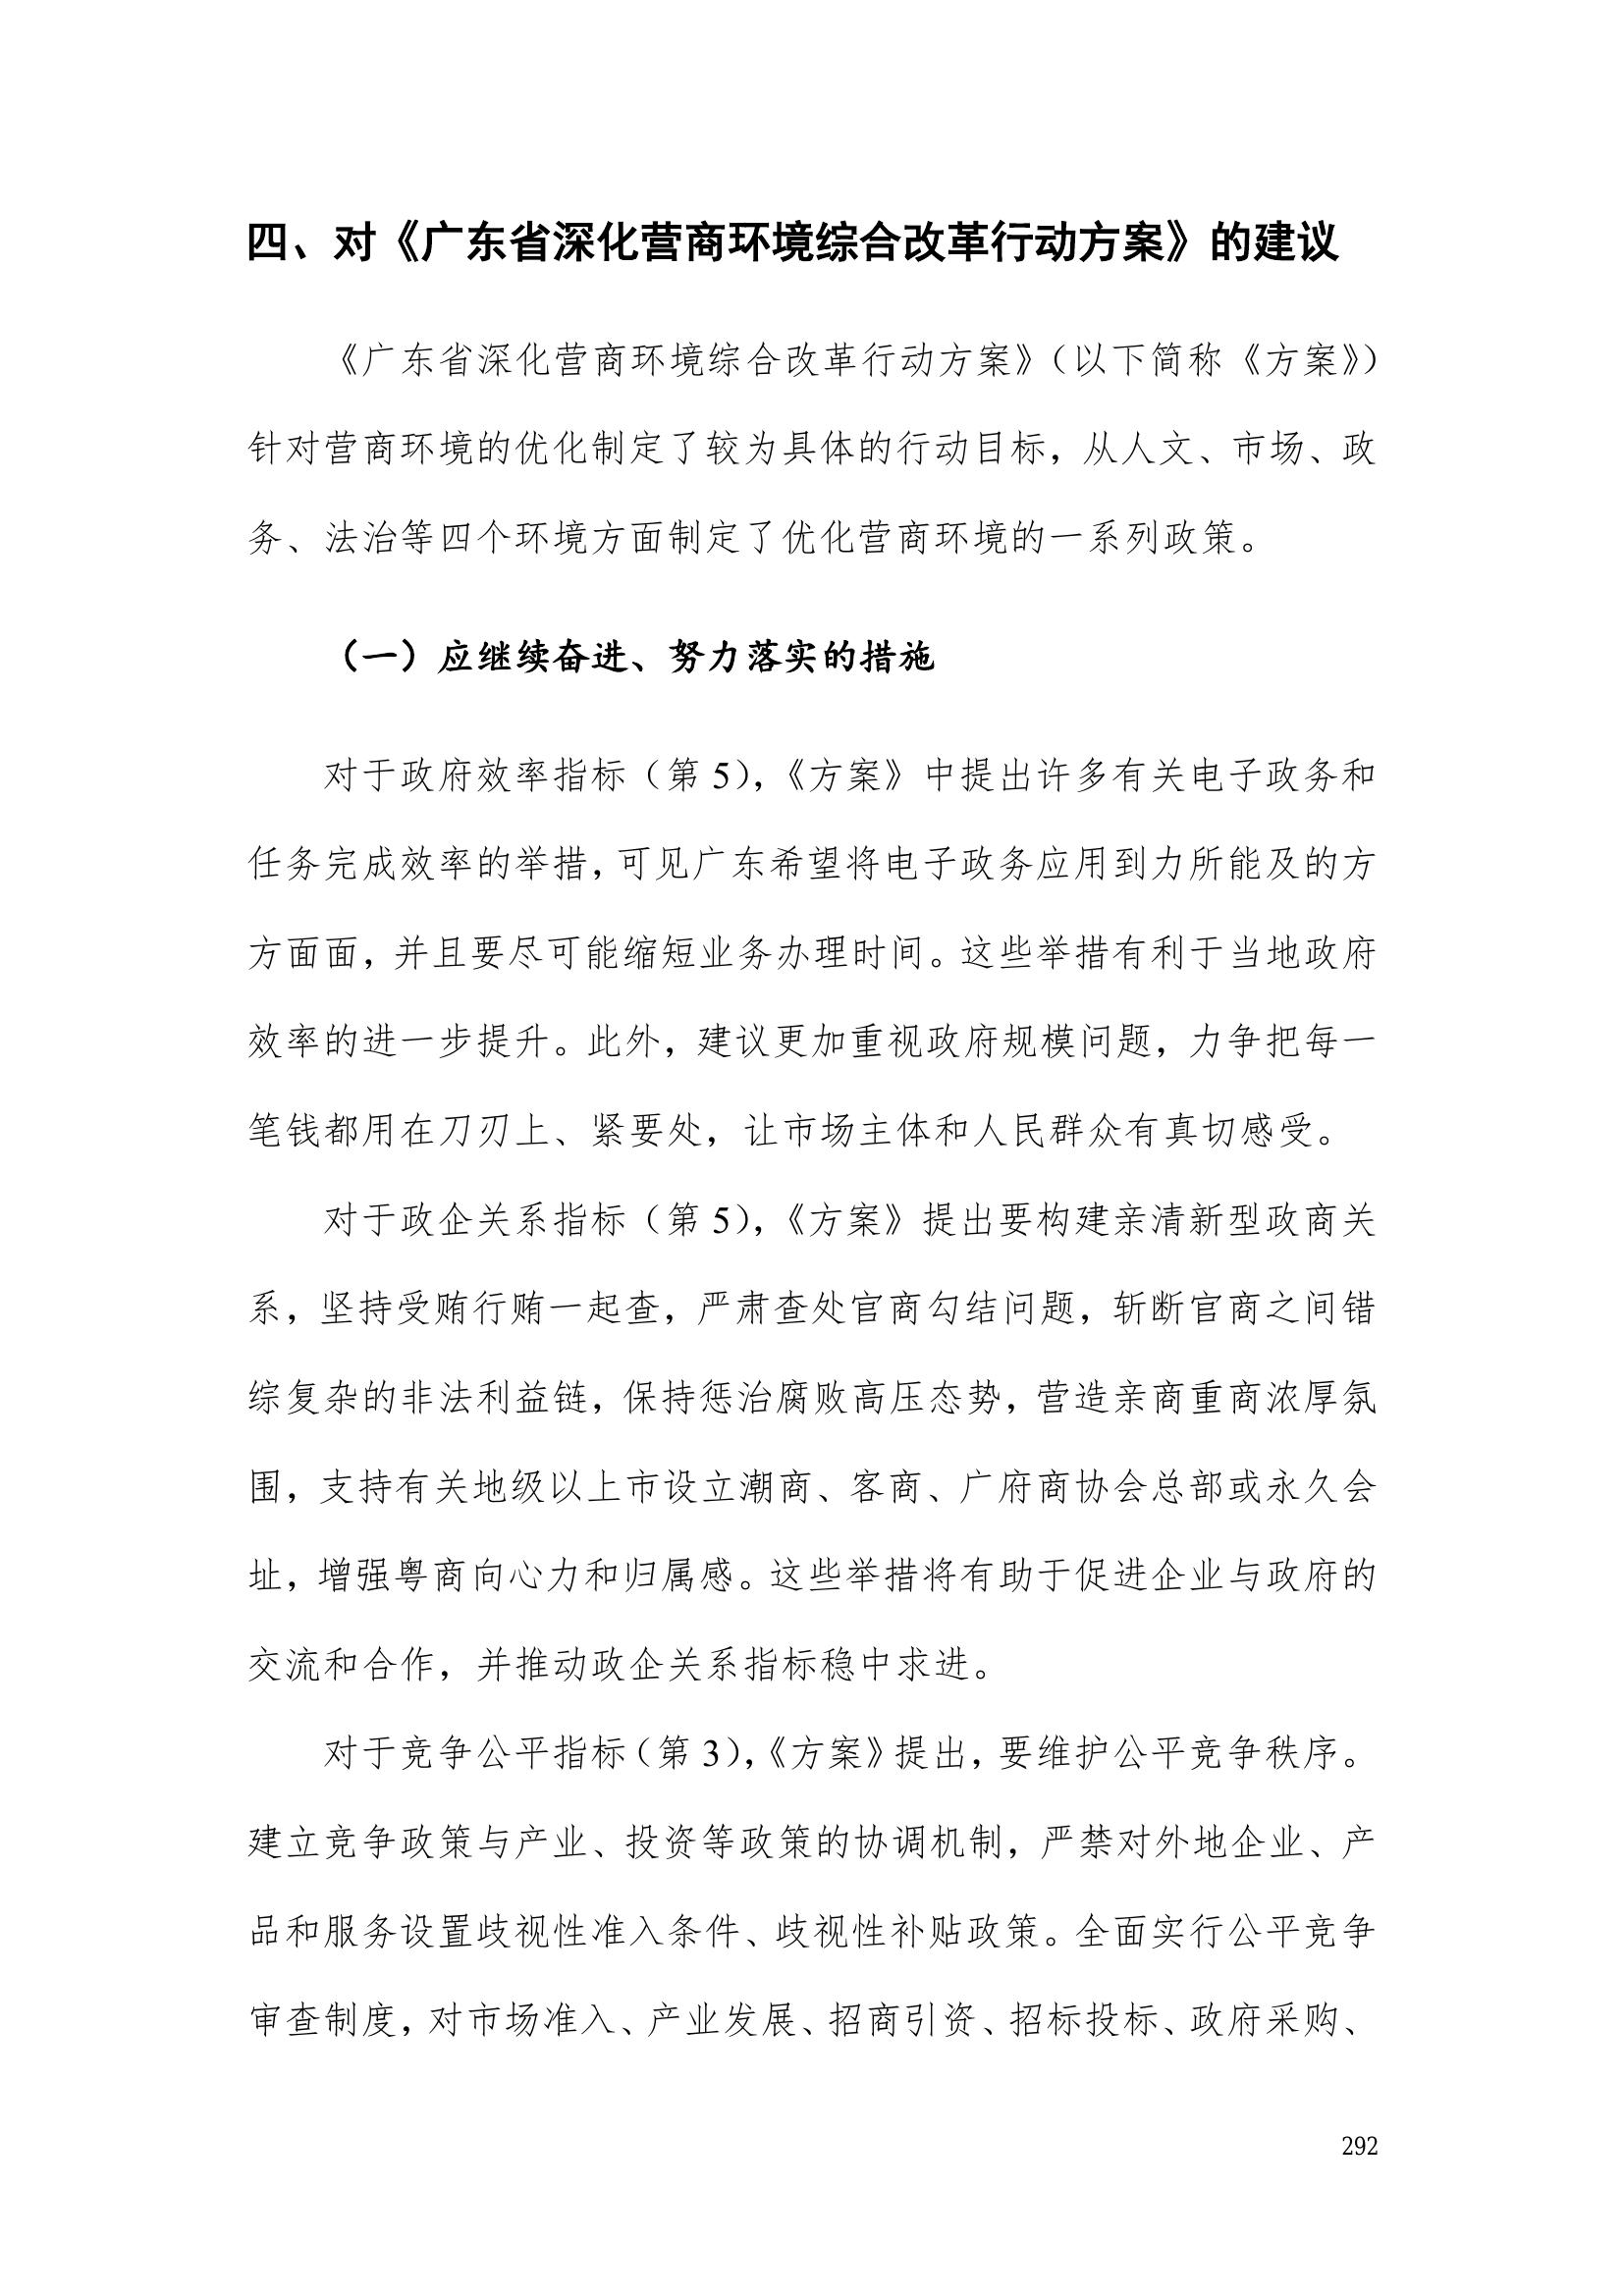 四、对《广东省深化营商环境综合改革行动方案》的建议
《广东省深化营商环境综合改革行动方案》（以下简称《方案》）
针对营商环境的优化制定了较为具体的行动目标，从人文、市场、政
务、法治等四个环境方面制定了优化营商环境的一系列政策。
（一）应继续奋进、努力落实的措施
对于政府效率指标（第 5），《方案》中提出许多有关电子政务和
任务完成效率的举措，可见广东希望将电子政务应用到力所能及的方
方面面，并且要尽可能缩短业务办理时间。这些举措有利于当地政府
效率的进一步提升。此外，建议更加重视政府规模问题，力争把每一
笔钱都用在刀刃上、紧要处，让市场主体和人民群众有真切感受。
对于政企关系指标（第 5），《方案》提出要构建亲清新型政商关
系，坚持受贿行贿一起查，严肃查处官商勾结问题，斩断官商之间错
综复杂的非法利益链，保持惩治腐败高压态势，营造亲商重商浓厚氛
围，支持有关地级以上市设立潮商、客商、广府商协会总部或永久会
址，增强粤商向心力和归属感。这些举措将有助于促进企业与政府的
交流和合作，并推动政企关系指标稳中求进。
对于竞争公平指标（第 3），《方案》提出，要维护公平竞争秩序。
建立竞争政策与产业、投资等政策的协调机制，严禁对外地企业、产
品和服务设置歧视性准入条件、歧视性补贴政策。全面实行公平竞争
审查制度，对市场准入、产业发展、招商引资、招标投标、政府采购、
292